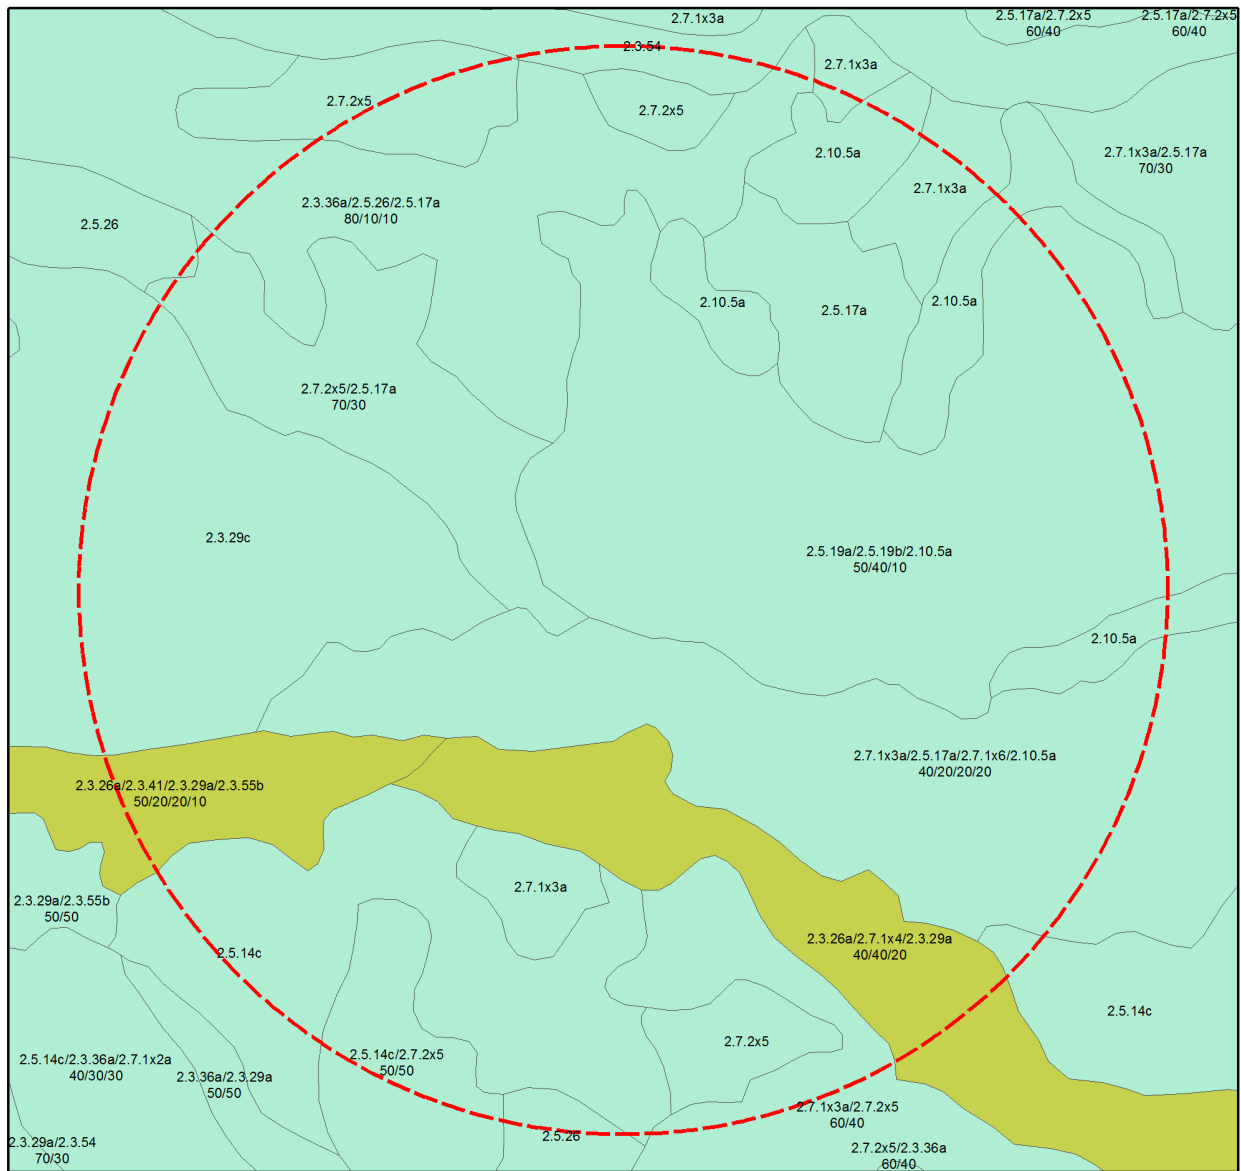 2.7.1x3a
2.5.17a/2.7.2x5
60/40
2.5.17a/2.7.2x5
60/40
2.3.54
2.7.1x3a
2.7.2x5
2.7.2x5
2.10.5a
2.7.1x3a/2.5.17a
70/30
2.7.1x3a
2.3.36a/2.5.26/2.5.17a
80/10/10
2.5.26
2.10.5a
2.5.17a
2.10.5a
2.7.2x5/2.5.17a
70/30
2.3.29c
2.5.19a/2.5.19b/2.10.5a
50/40/10
2.10.5a
2.7.1x3a/2.5.17a/2.7.1x6/2.10.5a
40/20/20/20
2.3.26a/2.3.41/2.3.29a/2.3.55b
50/20/20/10
2.7.1x3a
2.3.29a/2.3.55b
50/50
2.3.26a/2.7.1x4/2.3.29a
40/40/20
2.5.14c
2.5.14c
2.7.2x5
2.5.14c/2.3.36a/2.7.1x2a
40/30/30
2.5.14c/2.7.2x5
50/50
2.3.36a/2.3.29a
50/50
2.7.1x3a/2.7.2x5
60/40
2.5.26
2.3.29a/2.3.54
70/30
2.7.2x5/2.3.36a
60/40